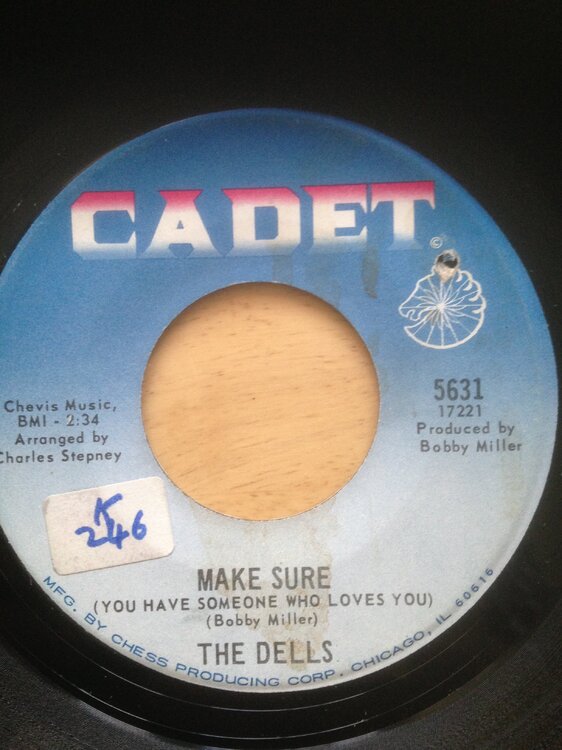 CADET
©
5631
17221
Produced by
Bobby Miller
Chevis Music,
BMI - 2:34
Arranged by
Charles Stepney
K
246
MAKE SURE
(YOU HAVE SOMEONE WHO LOVES YOU)
(Bobby Miller)
THE DELLS
MFG. BY CHESS PRODUCING CORP. CHICAGO, IL 60616